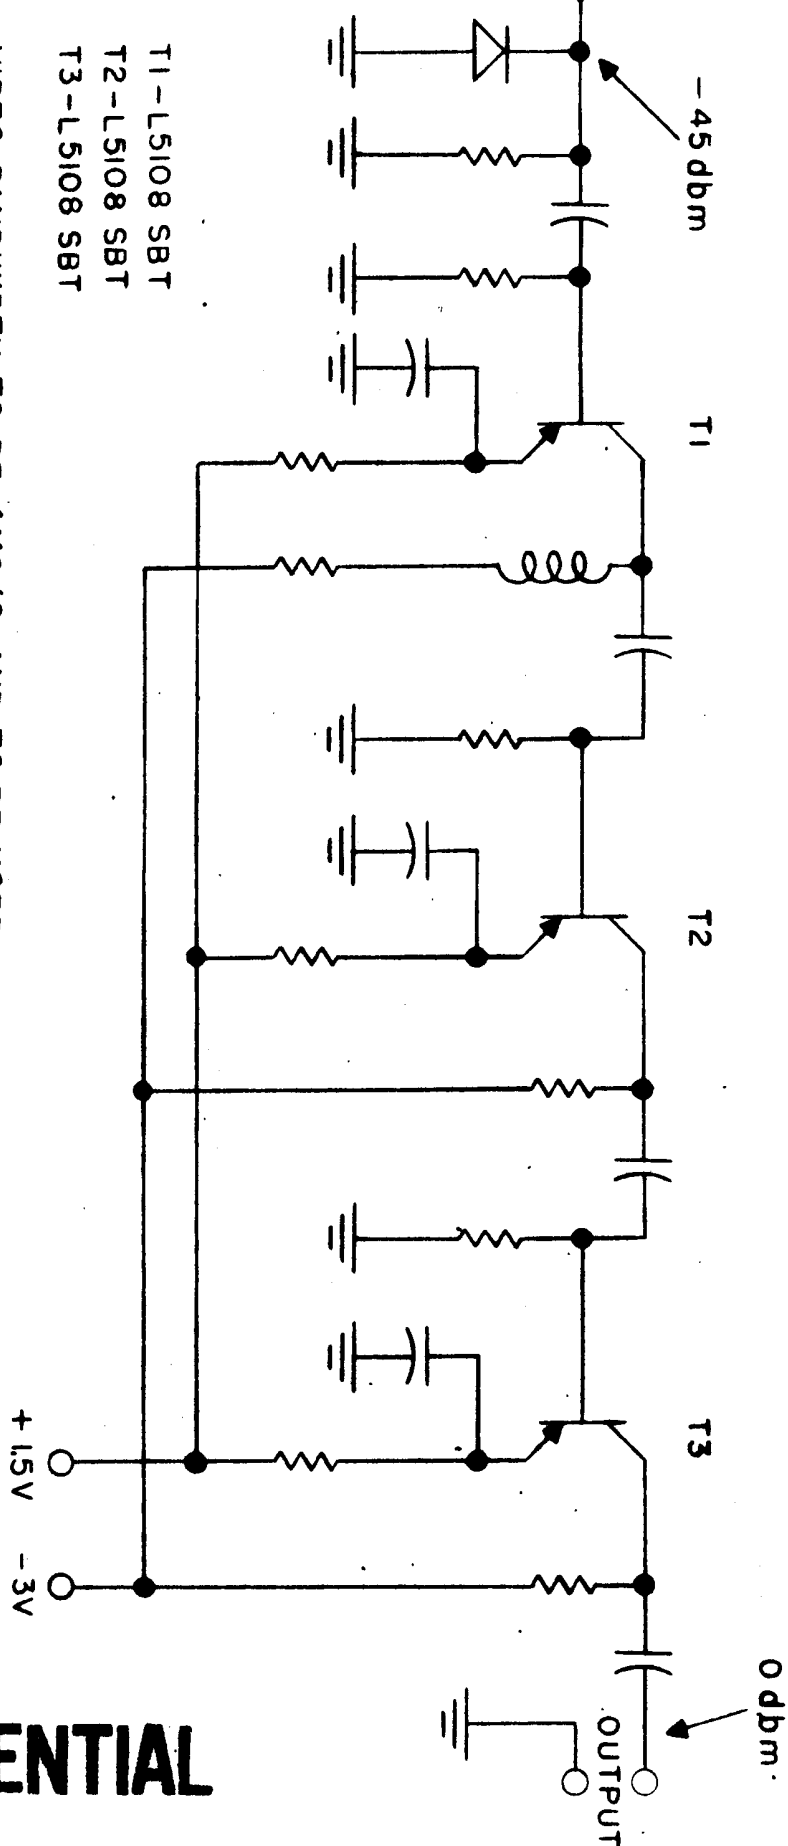 -45 dbm
T1
T2
T3
0 dbm
OUTPUT
T1-L5108 SBT
T2-L5108 SBT
T3-L5108 SBT
+1.5V
-3V
ENTIAL